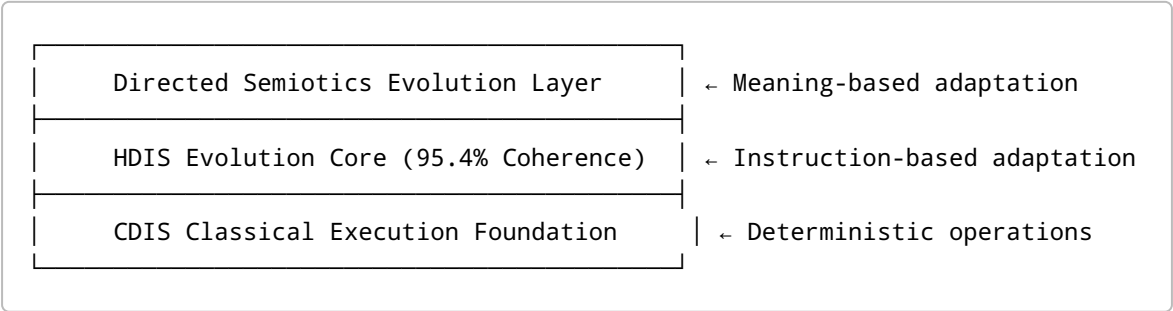 Directed Semiotics Evolution Layer ← Meaning-based adaptation
HDIS Evolution Core (95.4% Coherence) ← Instruction-based adaptation
CDIS Classical Execution Foundation ← Deterministic operations